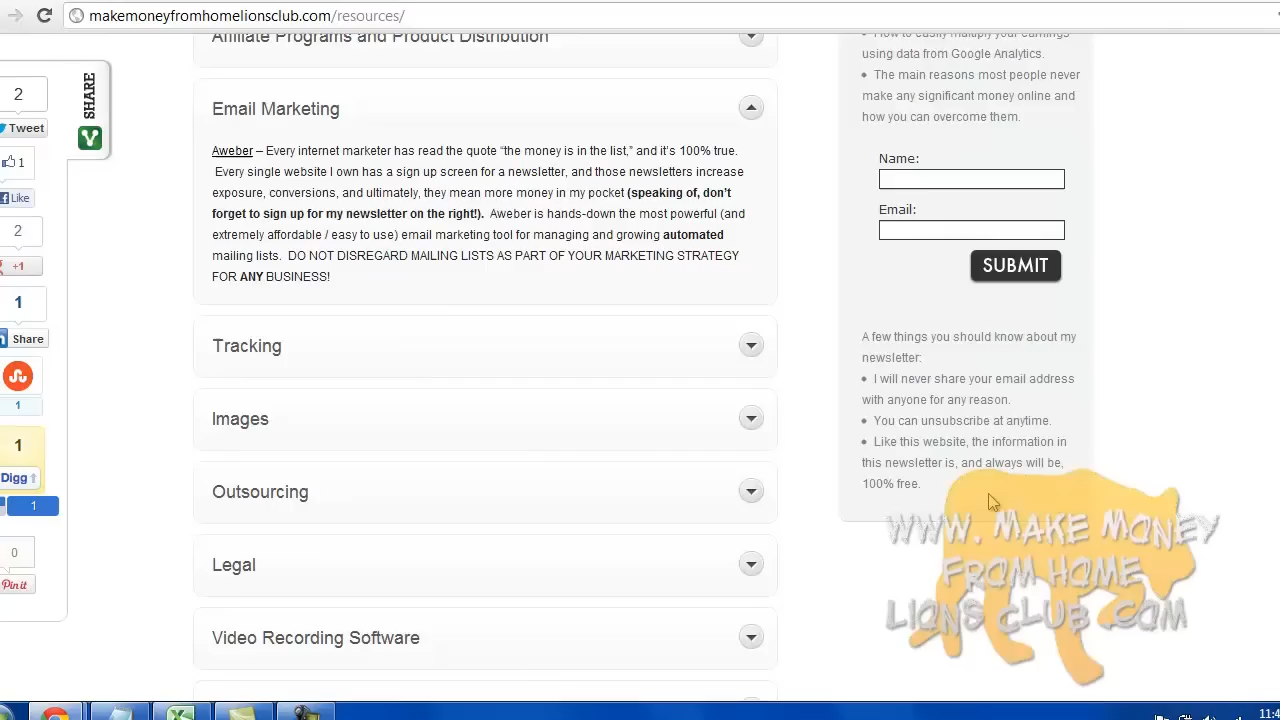 makemoneyfromhomelionsclub.com/resources/
Affiliate Programs and Product Distribution
Email Marketing
Aweber – Every internet marketer has read the quote “the money is in the list,” and it’s 100% true.
Every single website I own has a sign up screen for a newsletter, and those newsletters increase
exposure, conversions, and ultimately, they mean more money in my pocket (speaking of, don’t
forget to sign up for my newsletter on the right!). Aweber is hands-down the most powerful (and
extremely affordable / easy to use) email marketing tool for managing and growing automated
mailing lists. DO NOT DISREGARD MAILING LISTS AS PART OF YOUR MARKETING STRATEGY
FOR ANY BUSINESS!
Tracking
Images
Outsourcing
Legal
Video Recording Software
How to easily multiply your earnings
using data from Google Analytics.
• The main reasons most people never
make any significant money online and
how you can overcome them.
Name:
Email:
SUBMIT
A few things you should know about my
newsletter:
• I will never share your email address
with anyone for any reason.
• You can unsubscribe at anytime.
• Like this website, the information in
this newsletter is, and always will be,
100% free.
WWW. MAKE MONEY
FROM HOME
LIONS CLUB .COM
SHARE
2
Tweet
1
Like
2
+1
1
Share
1
1
Digg
1
0
Pin it
11:4